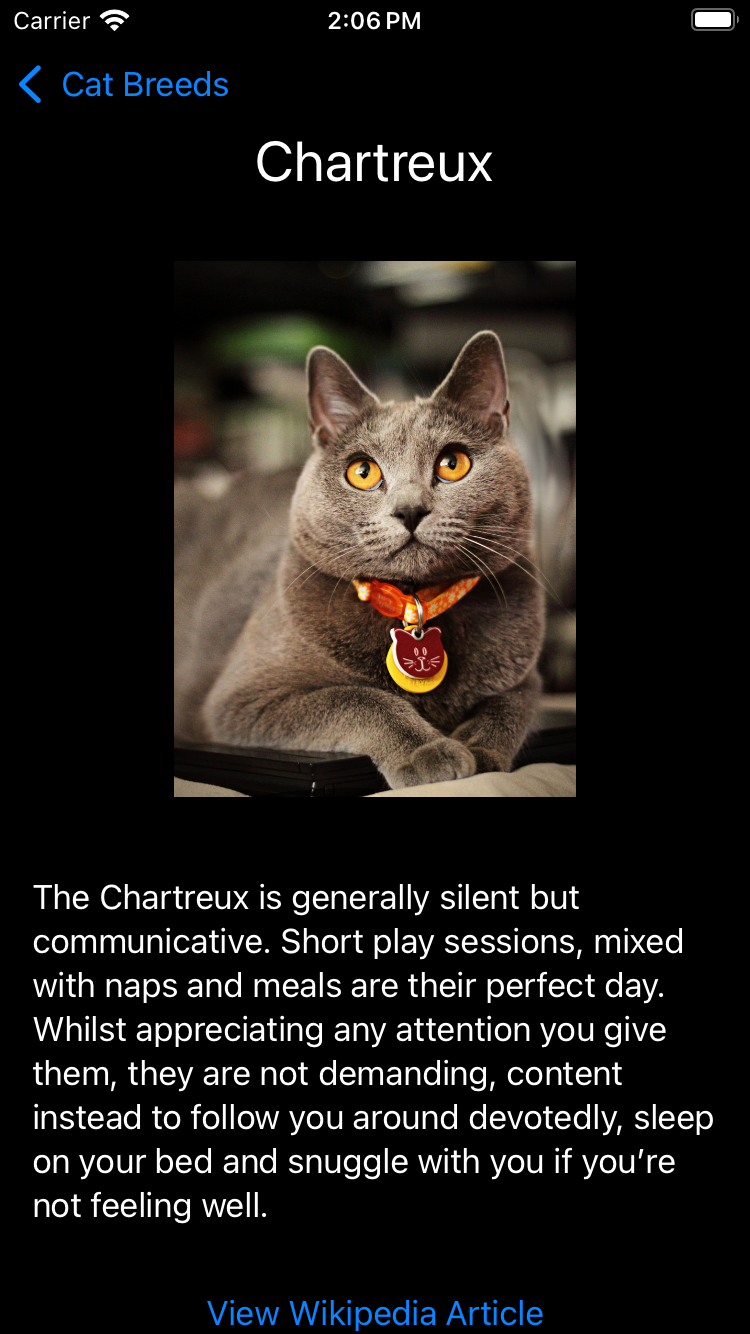 Carrier 2:06 PM
Cat Breeds
Chartreux
The Chartreux is generally silent but
communicative. Short play sessions, mixed
with naps and meals are their perfect day.
Whilst appreciating any attention you give
them, they are not demanding, content
instead to follow you around devotedly, sleep
on your bed and snuggle with you if you’re
not feeling well.
View Wikipedia Article